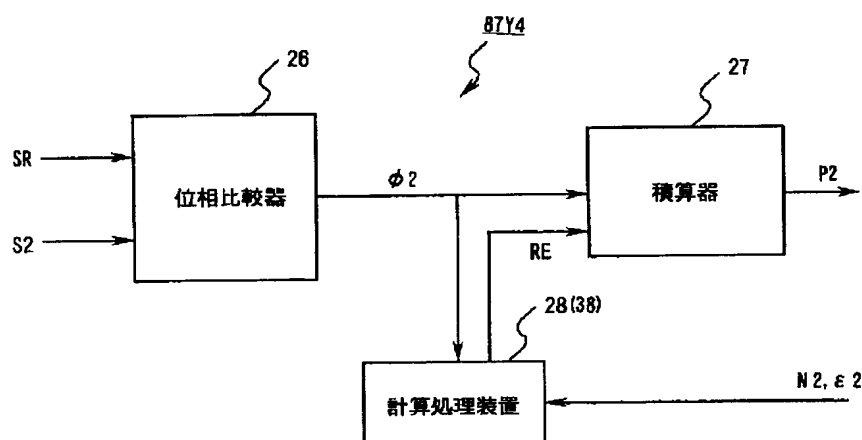 87Y4
26
27
SR
位相比較器
φ2
積算器
P2
S2
RE
28(38)
計算処理装置
N2, ε2